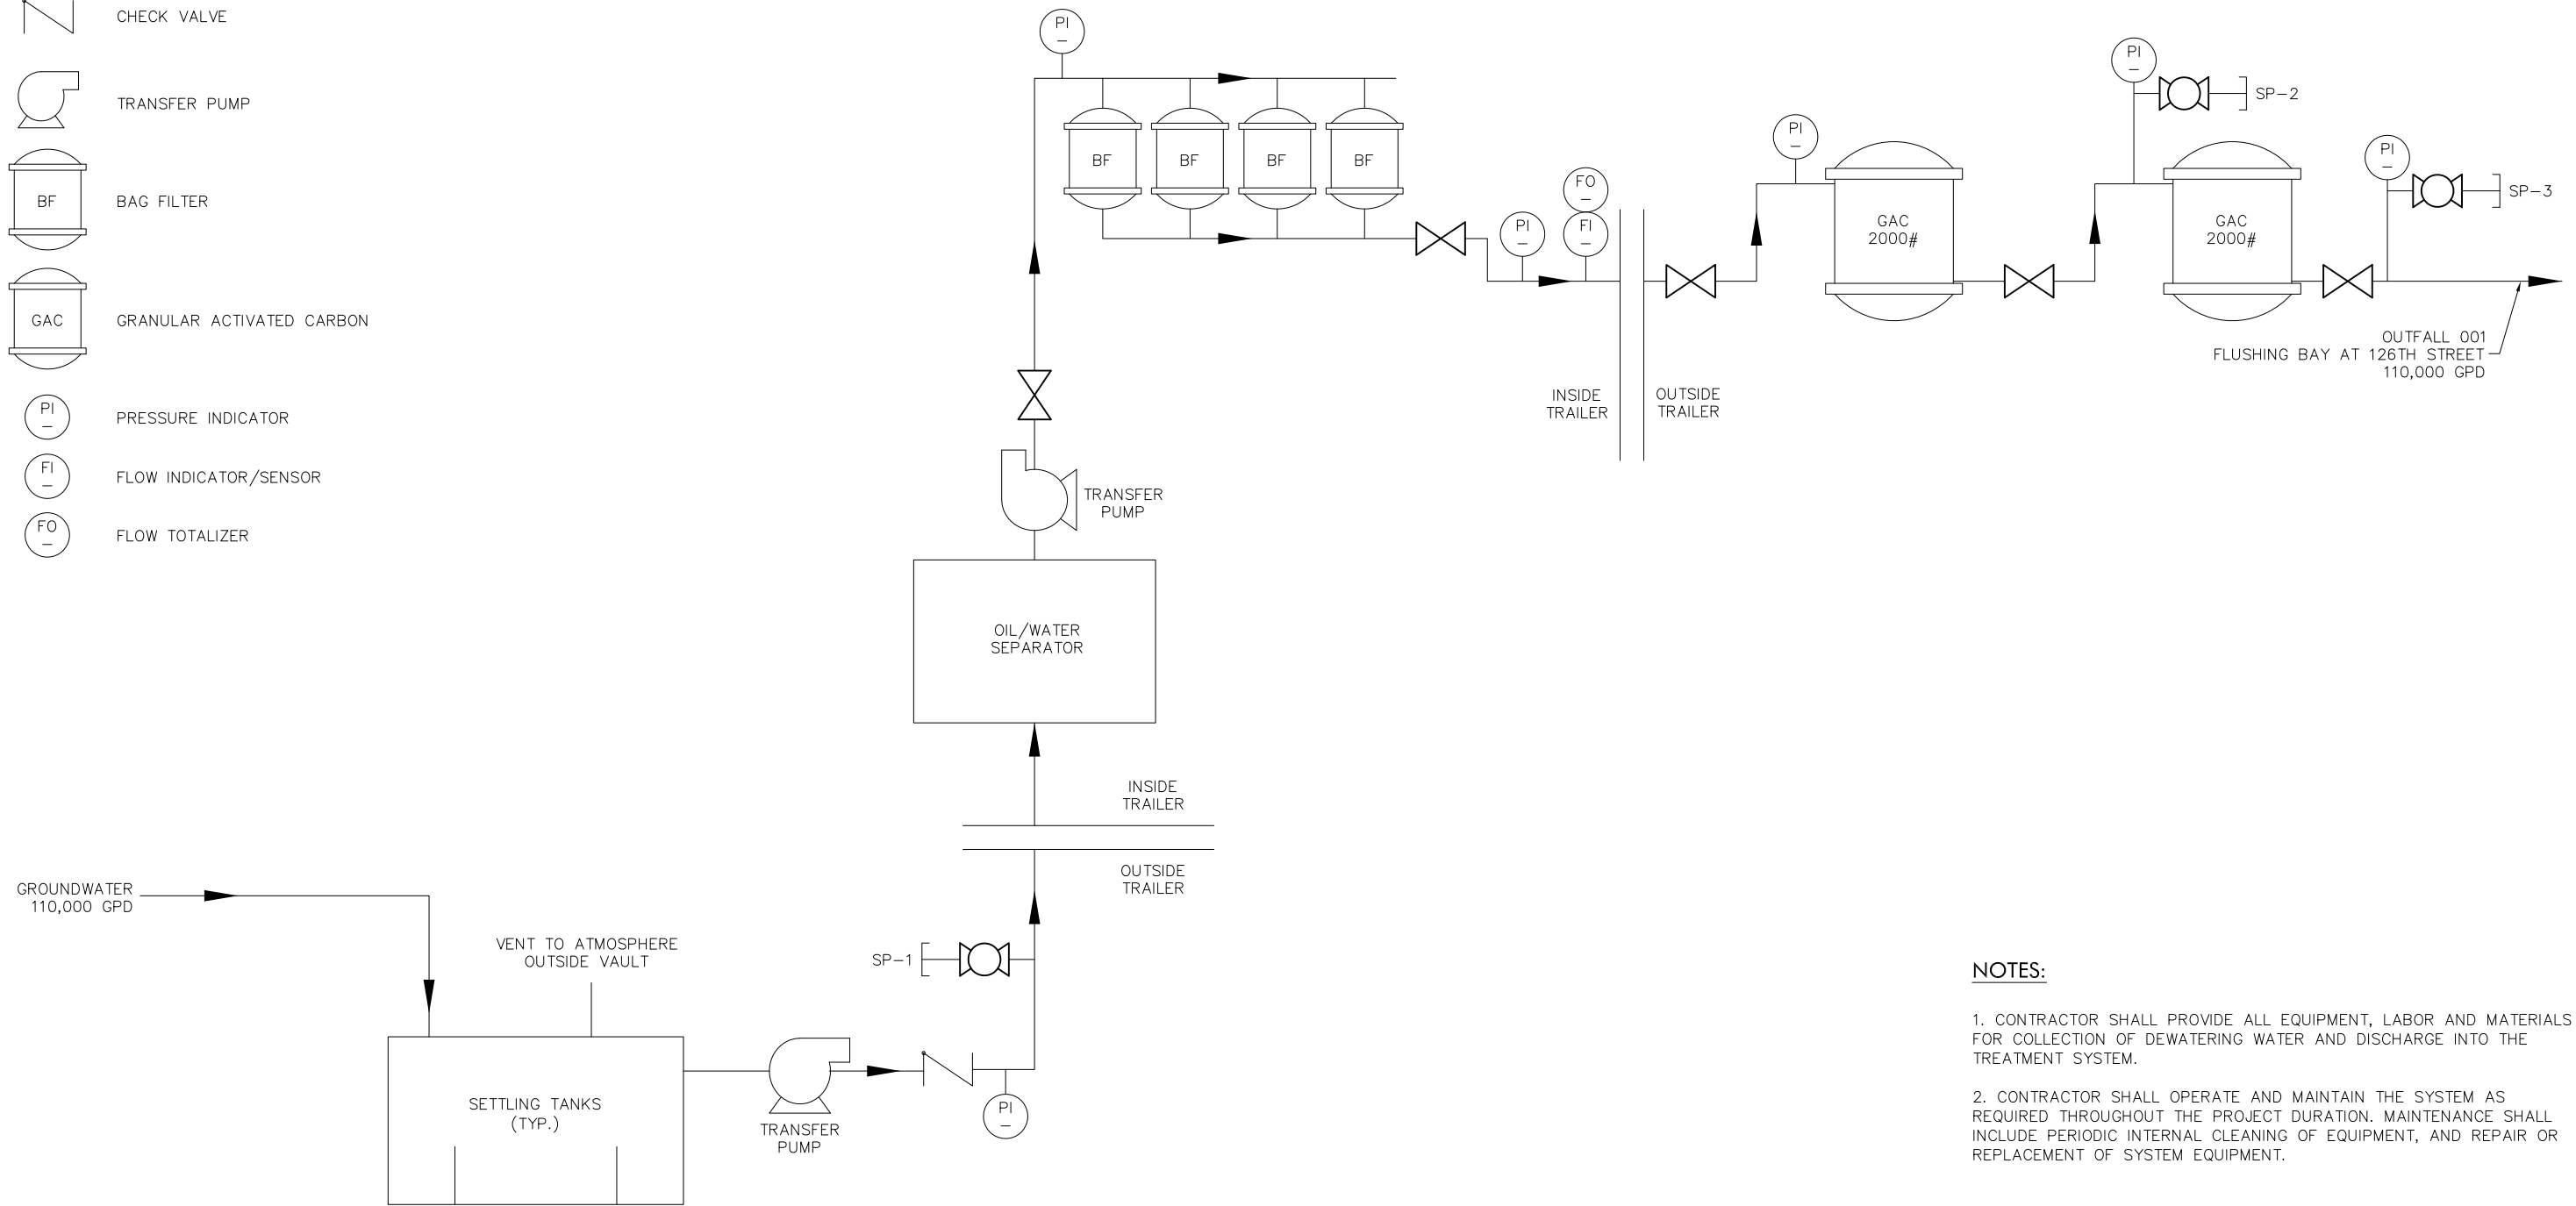 CHECK VALVE
TRANSFER PUMP
BF
BAG FILTER
GAC
GRANULAR ACTIVATED CARBON
PI
–
PRESSURE INDICATOR
FI
–
FLOW INDICATOR/SENSOR
FO
–
FLOW TOTALIZER
GROUNDWATER
110,000 GPD
VENT TO ATMOSPHERE
OUTSIDE VAULT
SETTLING TANKS
(TYP.)
TRANSFER
PUMP
PI
–
SP-1
OUTSIDE
TRAILER
INSIDE
TRAILER
OIL/WATER
SEPARATOR
TRANSFER
PUMP
PI
–
BF
BF
BF
BF
PI
–
FO
–
FI
–
INSIDE
TRAILER
OUTSIDE
TRAILER
PI
–
GAC
2000#
PI
–
SP-2
GAC
2000#
PI
–
SP-3
OUTFALL 001
FLUSHING BAY AT 126TH STREET
110,000 GPD
NOTES:
1. CONTRACTOR SHALL PROVIDE ALL EQUIPMENT, LABOR AND MATERIALS
FOR COLLECTION OF DEWATERING WATER AND DISCHARGE INTO THE
TREATMENT SYSTEM.
2. CONTRACTOR SHALL OPERATE AND MAINTAIN THE SYSTEM AS
REQUIRED THROUGHOUT THE PROJECT DURATION. MAINTENANCE SHALL
INCLUDE PERIODIC INTERNAL CLEANING OF EQUIPMENT, AND REPAIR OR
REPLACEMENT OF SYSTEM EQUIPMENT.